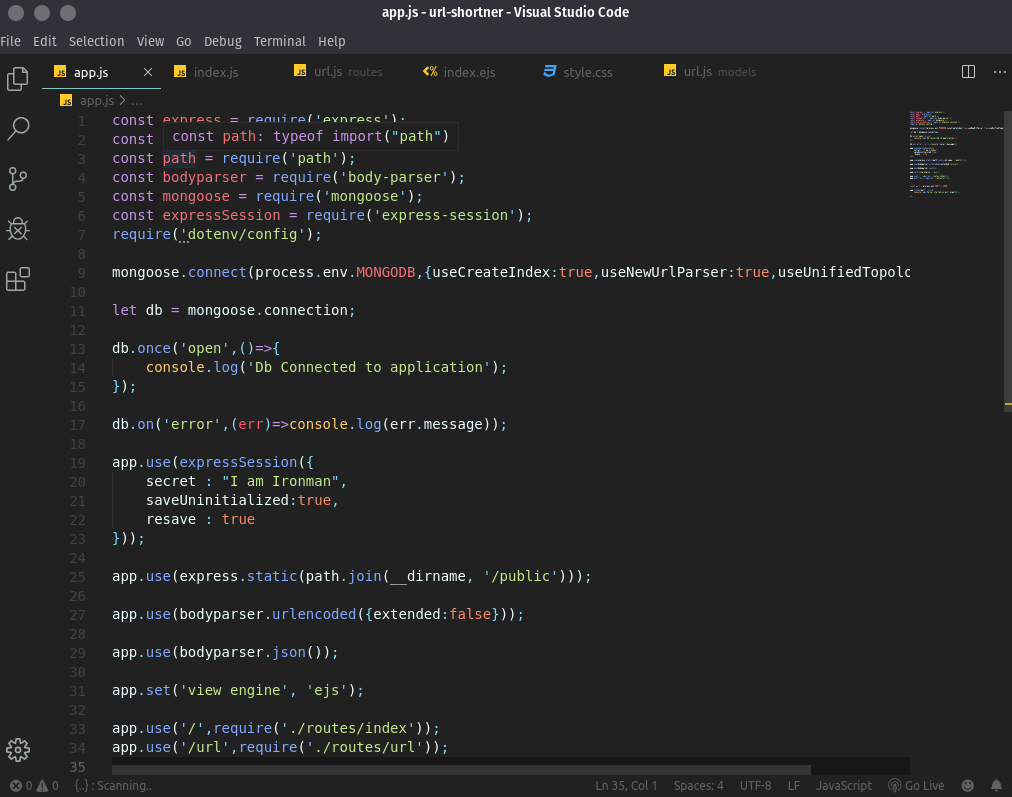 app.js - url-shortner - Visual Studio Code
File Edit Selection View Go Debug Terminal Help
app.js index.js url.js routes index.ejs style.css url.js models
app.js > ...
1 const express = require('express');
2 const
const path: typeof import("path")
3 const path = require('path');
4 const bodyparser = require('body-parser');
5 const mongoose = require('mongoose');
6 const expressSession = require('express-session');
7 require('dotenv/config');
8
9 mongoose.connect(process.env.MONGODB,{useCreateIndex:true,useNewUrlParser:true,useUnifiedTopolo
10
11 let db = mongoose.connection;
12
13 db.once('open',()=>{
14 console.log('Db Connected to application');
15 });
16
17 db.on('error',(err)=>console.log(err.message));
18
19 app.use(expressSession({
20 secret : "I am Ironman",
21 saveUninitialized:true,
22 resave : true
23 }));
24
25 app.use(express.static(path.join(__dirname, '/public')));
26
27 app.use(bodyparser.urlencoded({extended:false}));
28
29 app.use(bodyparser.json());
30
31 app.set('view engine', 'ejs');
32
33 app.use('/',require('./routes/index'));
34 app.use('/url',require('./routes/url'));
35
0 0 {..} : Scanning.. Ln 35, Col 1 Spaces: 4 UTF-8 LF JavaScript Go Live